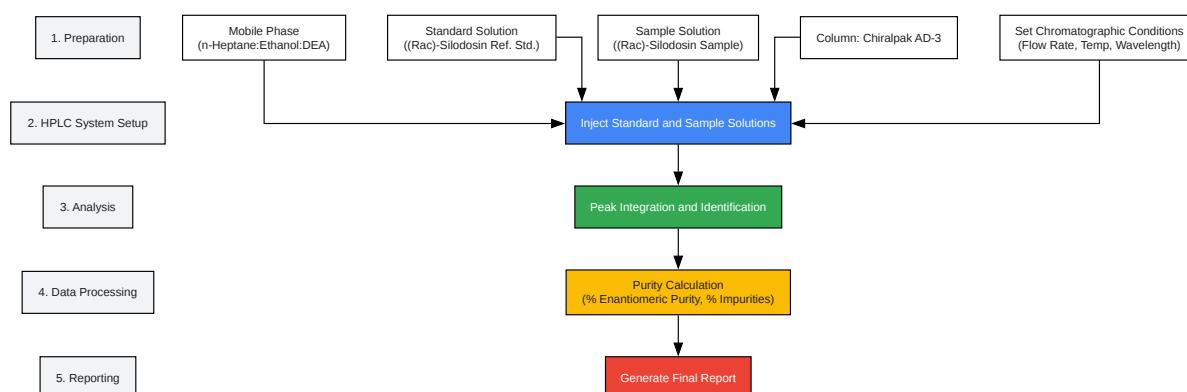 1. Preparation
Mobile Phase
(n-Heptane:Ethanol:DEA)
Standard Solution
((Rac)-Silodosin Ref. Std.)
Sample Solution
((Rac)-Silodosin Sample)
Column: Chiralpak AD-3
Set Chromatographic Conditions
(Flow Rate, Temp, Wavelength)
2. HPLC System Setup
Inject Standard and Sample Solutions
3. Analysis
Peak Integration and Identification
4. Data Processing
Purity Calculation
(% Enantiomeric Purity, % Impurities)
5. Reporting
Generate Final Report